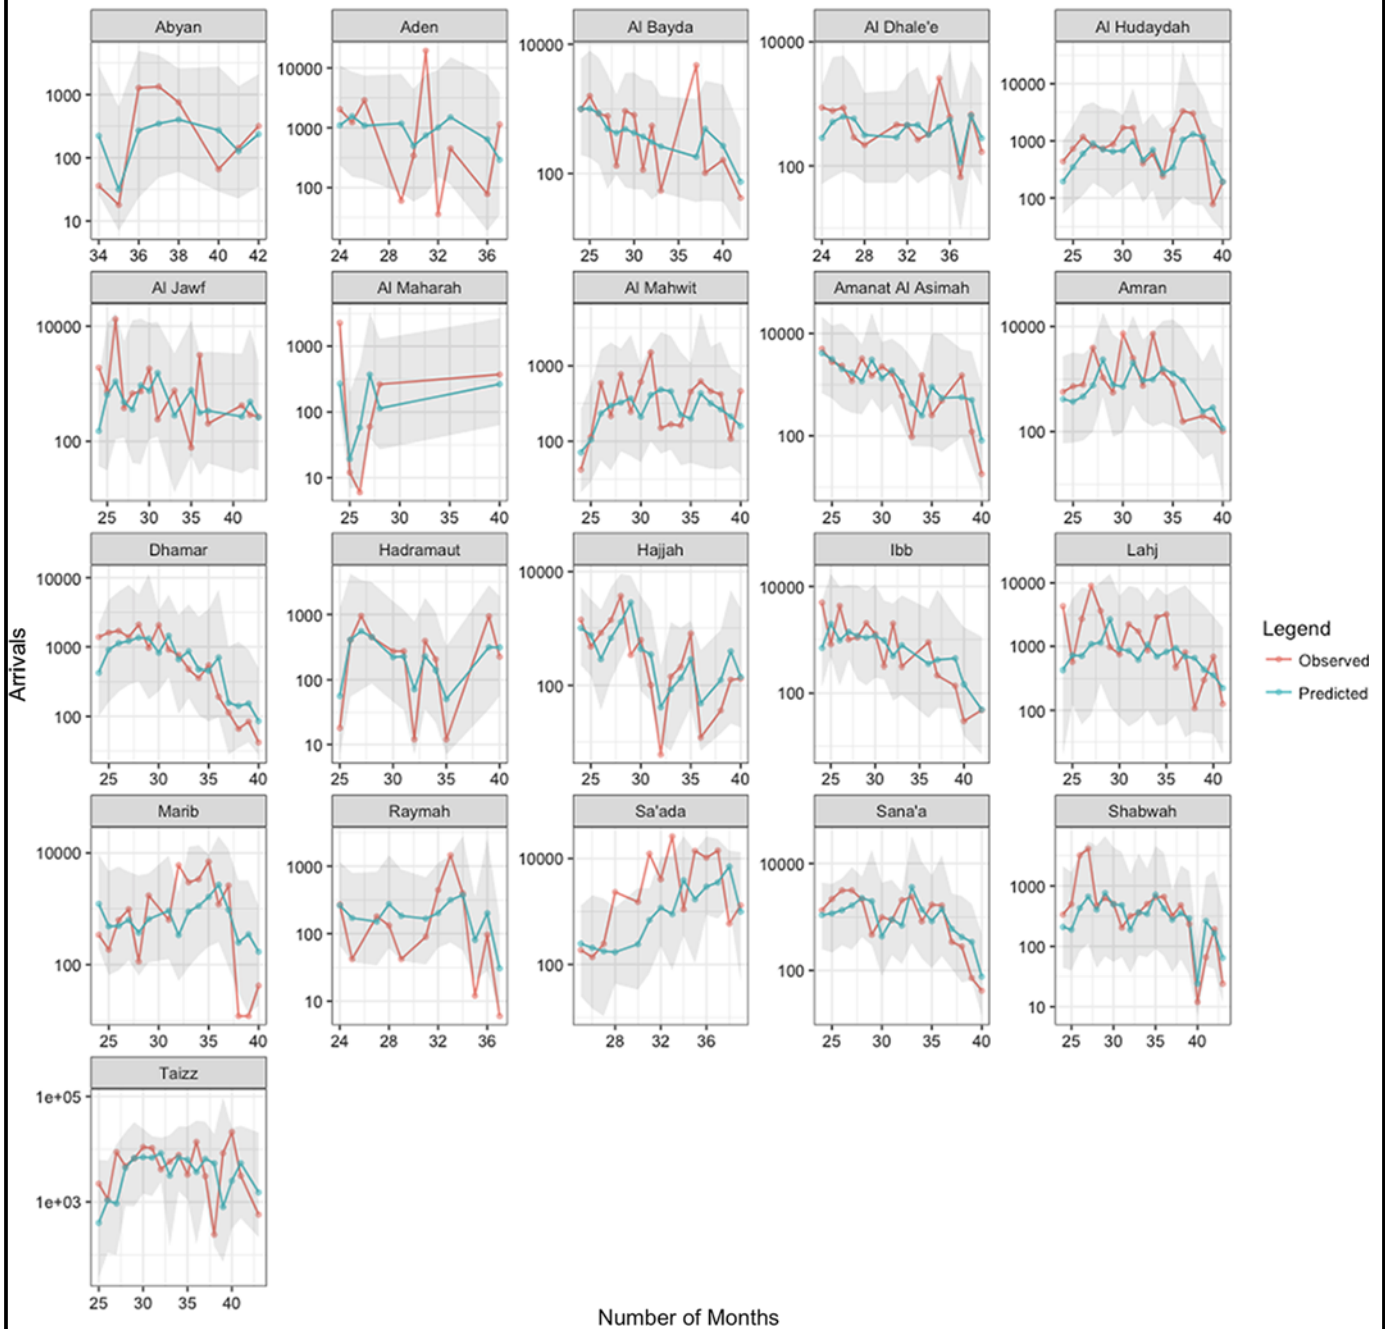 Abyan Aden Al Bayda Al Dhale'e Al Hudaydah
1000 100 10
10000 1000 100
10000 100
10000 100
10000 1000 100
34 36 38 40 42
24 28 32 36
25 30 35 40
24 28 32 36
25 30 35 40
Al Jawf Al Maharah Al Mahwit Amanat Al Asimah Amran
10000 100
1000 100 10
1000 100
10000 100
10000 100
25 30 35 40
25 30 35 40
25 30 35 40
25 30 35 40
25 30 35 40
Dhamar Hadramaut Hajjah Ibb Lahj
10000 1000 100
1000 100 10
10000 100
10000 100
10000 1000 100
25 30 35 40
25 30 35 40
25 30 35 40
25 30 35 40
25 30 35 40
Legend
Observed
Predicted
Arrivals
Marib Raymah Sa'ada Sana'a Shabwah
10000 100
1000 100 10
10000 100
10000 100
1000 100 10
25 30 35 40
24 28 32 36
28 32 36
25 30 35 40
25 30 35 40
Taizz
1e+05
1e+03
25 30 35 40
Number of Months